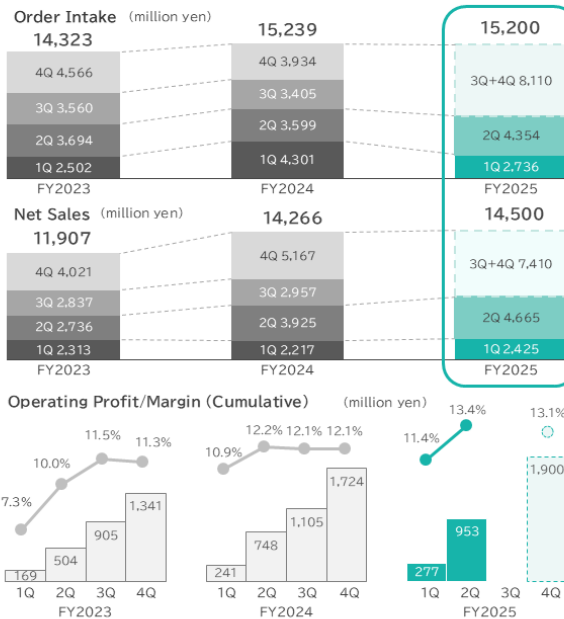 Order Intake (million yen)
14,323
15,239
15,200
4Q 4,566
3Q 3,560
2Q 3,694
1Q 2,502
4Q 3,934
3Q 3,405
2Q 3,599
1Q 4,301
3Q+4Q 8,110
2Q 4,354
1Q 2,736
FY2023
FY2024
FY2025
Net Sales (million yen)
11,907
14,266
14,500
4Q 4,021
3Q 2,837
2Q 2,736
1Q 2,313
4Q 5,167
3Q 2,957
2Q 3,925
1Q 2,217
3Q+4Q 7,410
2Q 4,665
1Q 2,425
FY2023
FY2024
FY2025
Operating Profit/Margin (Cumulative) (million yen)
7.3%
10.0%
11.5%
11.3%
169
504
905
1,341
1Q 2Q 3Q 4Q
FY2023
10.9%
12.2%
12.1%
12.1%
241
748
1,105
1,724
1Q 2Q 3Q 4Q
FY2024
11.4%
13.4%
13.1%
277
953
1,900
1Q 2Q 3Q 4Q
FY2025